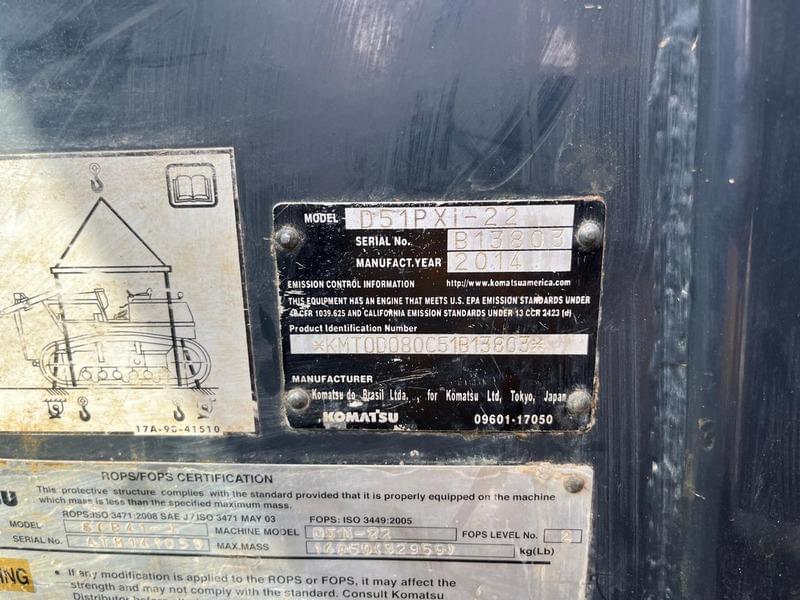 17A-98-41510
MODEL D51PXI-22
SERIAL No. B13803
MANUFACT.YEAR 2014
EMISSION CONTROL INFORMATION http://www.komatsuamerica.com
THIS EQUIPMENT HAS AN ENGINE THAT MEETS U.S. EPA EMISSION STANDARDS UNDER
40 CFR 1039.625 AND CALIFORNIA EMISSION STANDARDS UNDER 13 CCR 2423 (d)
Product Identification Number
*KMT0D080C51B13803*
MANUFACTURER
Komatsu do Brasil Ltda., for Komatsu Ltd, Tokyo, Japan
KOMATSU 09601-17050
ROPS/FOPS CERTIFICATION
This protective structure complies with the standard provided that it is properly equipped on the machine
which mass is less than the specified maximum mass.
ROPS:ISO 3471:2008 SAE J / ISO 3471 MAY 03 FOPS: ISO 3449:2005
MODEL MACHINE MODEL D51-22 FOPS LEVEL No. 2
SERIAL No. MAX.MASS kg(Lb)
• If any modification is applied to the ROPS or FOPS, it may affect the
strength and may not comply with standard. Consult Komatsu
Distributor before